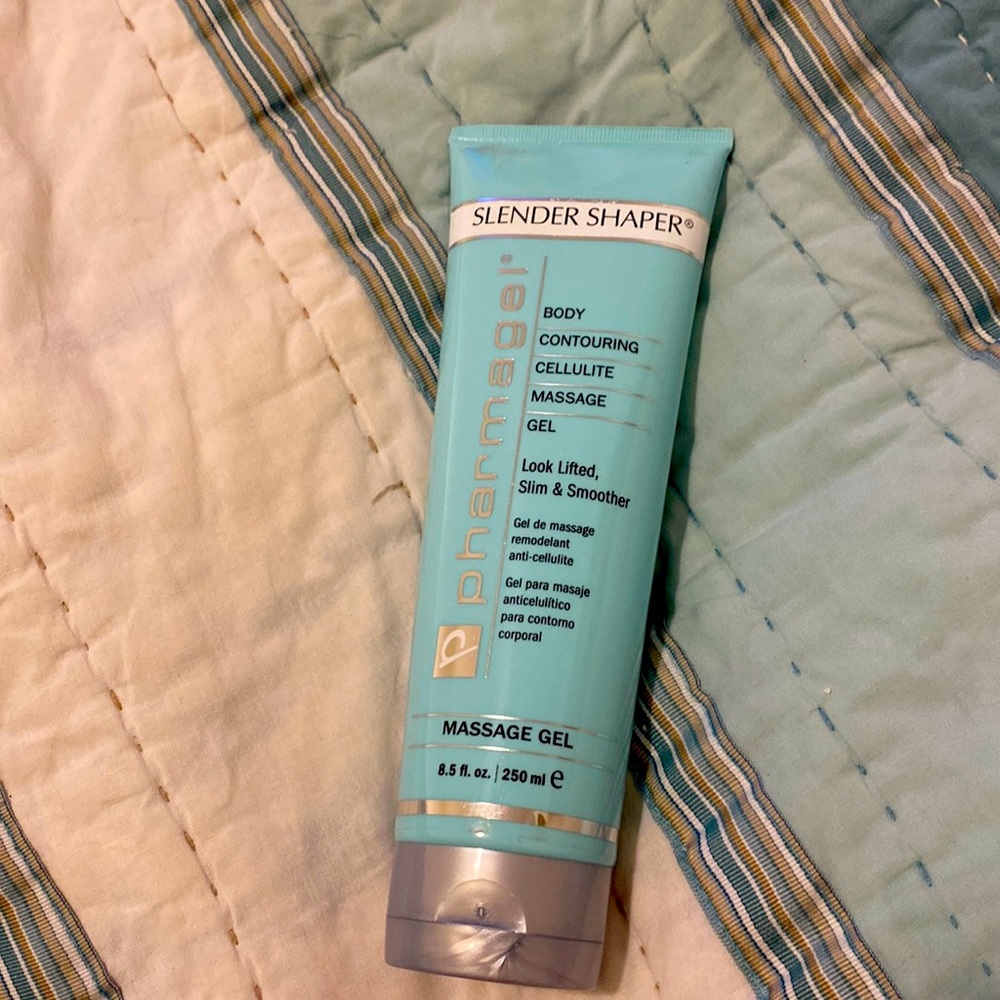 SLENDER SHAPER®
pharmagel®
BODY
CONTOURING
CELLULITE
MASSAGE
GEL
Look Lifted,
Slim & Smoother
Gel de massage
remodelant
anti-cellulite
Gel para masaje
anticelulítico
para contorno
corporal
MASSAGE GEL
8.5 fl. oz. | 250 ml ℮